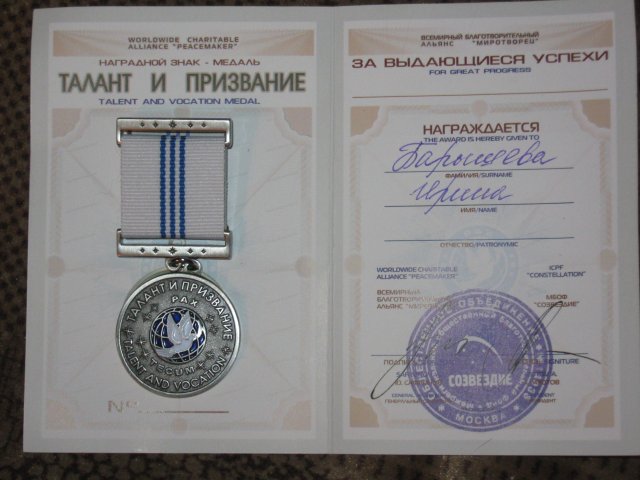 WORLDWIDE CHARITABLE
ALLIANCE "PEACEMAKER"
НАГРАДНОЙ ЗНАК - МЕДАЛЬ
ТАЛАНТ И ПРИЗВАНИЕ
TALENT AND VOCATION MEDAL
ТАЛАНТ И ПРИЗВАНИЕ
PAX
TALENT AND VOCATION
№
ВСЕМИРНЫЙ БЛАГОТВОРИТЕЛЬНЫЙ
АЛЬЯНС "МИРОТВОРЕЦ"
ЗА ВЫДАЮЩИЕСЯ УСПЕХИ
FOR GREAT PROGRESS
НАГРАЖДАЕТСЯ
THE AWARD IS HEREBY GIVEN TO
Барышева
ФАМИЛИЯ/SURNAME
Ирина
ИМЯ/NAME
ОТЧЕСТВО/PATRONYMIC
WORLDWIDE CHARITABLE
ALLIANCE "PEACEMAKER"
ICPF
"CONSTELLATION"
ВСЕМИРНЫЙ
АЛЬЯНС
МБОФ
"СОЗВЕЗДИЕ"
СОЗВЕЗДИЕ
МОСКВА